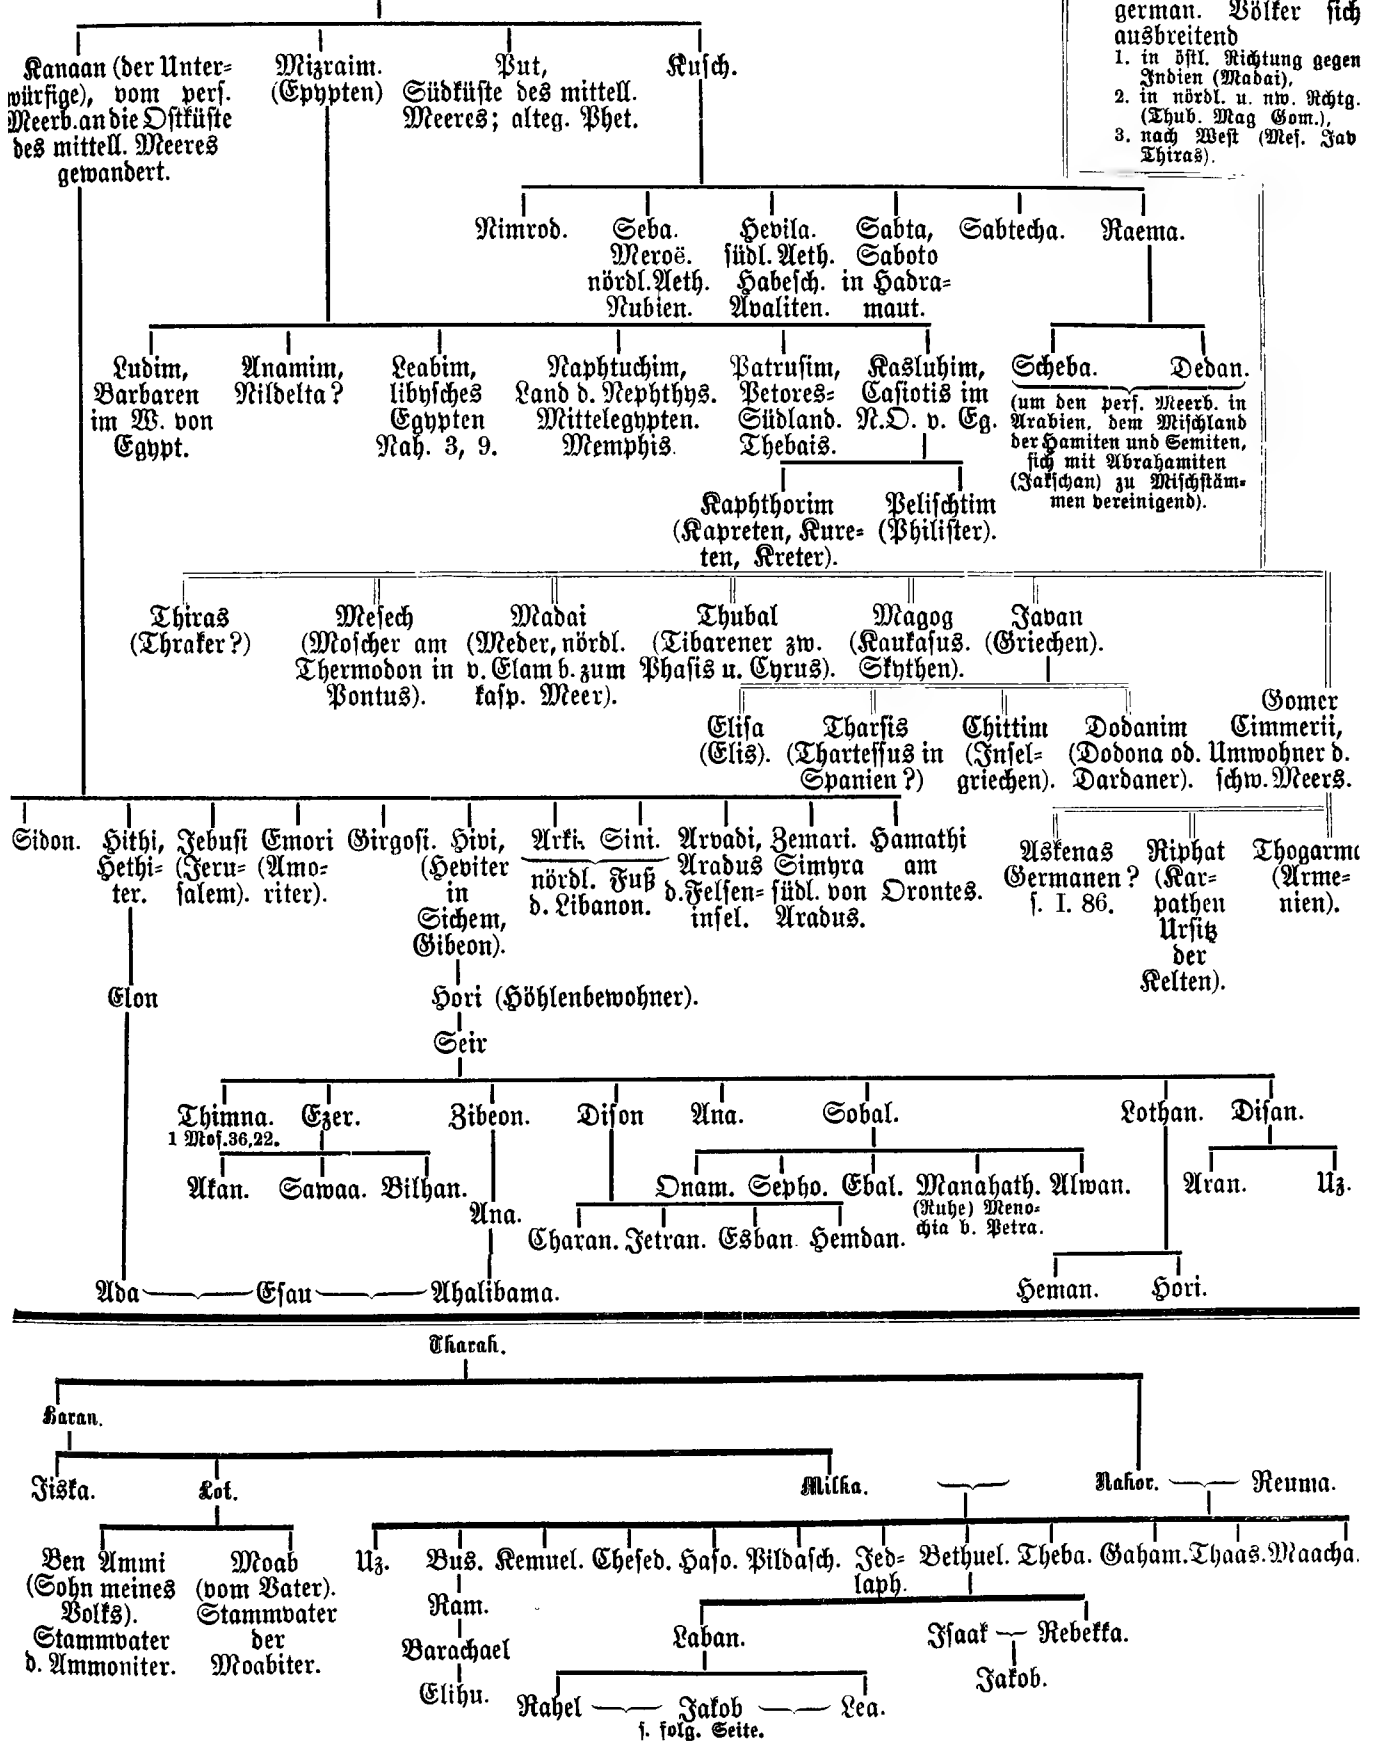 german. Völker sich
ausbreitend
1. in östl. Richtung gegen
Indien (Madai),
2. in nördl. u. nw. Rchtg.
(Thub. Mag Gom.),
3. nach West (Mes. Jav
Thiras).
Kanaan (der Unter-
würfige), vom pers.
Meerb. an die Ostküste
des mittell. Meeres
gewandert.
Mizraim.
(Epypten)
Put,
Südküste des mittell.
Meeres; alteg. Phet.
Kusch.
Nimrod.
Seba.
Meroë.
nördl. Aeth.
Nubien.
Hevila.
südl. Aeth.
Habesch.
Avaliten.
Sabta,
Saboto
in Hadra-
maut.
Sabtecha.
Raema.
Ludim,
Barbaren
im W. von
Egypt.
Anamim,
Nildelta?
Leabim,
libysches
Egypten
Nah. 3, 9.
Naphtuchim,
Land d. Nephthys.
Mittelegypten.
Memphis.
Patrusim,
Petores-
Südland.
Thebais.
Kasluhim,
Casiotis im
N.O. v. Eg.
Scheba.
Dedan.
(um den pers. Meerb. in
Arabien, dem Mischland
der Hamiten und Semiten,
sich mit Abrahamiten
(Jakschan) zu Mischstäm-
men vereinigend).
Kaphthorim
(Kapreten, Kure-
ten, Kreter).
Pelischtim
(Philister).
Thiras
(Thraker?)
Mesech
(Moscher am
Thermodon in
Pontus).
Madai
(Meder, nördl.
v. Elam b. zum
kasp. Meer).
Thubal
(Tibarener zw.
Phasis u. Cyrus).
Magog
(Kaukasus.
Skythen).
Javan
(Griechen).
Elisa
(Elis).
Tharsis
(Thartessus in
Spanien?)
Chittim
(Insel-
griechen).
Dodanim
(Dodona od.
Dardaner).
Gomer
Cimmerii,
Umwohner d.
schw. Meers.
Sidon.
Hithi,
Hethi-
ter.
Jebusi
(Jeru-
salem).
Emori
(Amo-
riter).
Girgosi.
Hivi,
(Heviter
in
Sichem,
Gibeon).
Arki.
Sini.
nördl. Fuß
d. Libanon.
Arvadi,
Aradus
d. Felsen-
insel.
Zemari.
Simyra
südl. von
Aradus.
Hamathi
am
Orontes.
Askenas
Germanen?
s. I. 86.
Riphat
(Kar-
pathen
Ursitz
der
Kelten).
Thogarma
(Arme-
nien).
Elon
Hori (Höhlenbewohner).
Seir
Thimna.
1 Mos. 36, 22.
Ezer.
Zibeon.
Dison
Ana.
Sobal.
Lothan.
Disan.
Akan.
Sawaa.
Bilhan.
Onam.
Sepho.
Ebal.
Manahath.
(Ruhe) Meno-
chia b. Petra.
Alwan.
Aran.
Uz.
Ana.
Charan.
Jetran.
Esban
Hemdan.
Ada
Esau
Ahalibama.
Heman.
Hori.
Tharah.
Haran.
Jiska.
Lot.
Milka.
Nahor.
Reuma.
Ben Ammi
(Sohn meines
Volks).
Stammvater
d. Ammoniter.
Moab
(vom Vater).
Stammvater
der
Moabiter.
Uz.
Bus.
Kemuel.
Chesed.
Haso.
Pildasch.
Jed-
laph.
Bethuel.
Theba.
Gaham.
Thaas.
Maacha.
Ram.
Barachael
Elihu.
Laban.
Isaak
Rebekka.
Jakob.
Rahel
Jakob
Lea.
s. folg. Seite.